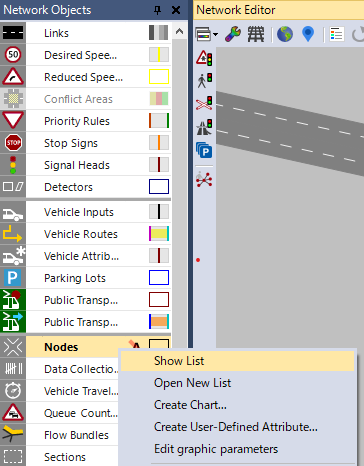 Network Objects
Network Editor
Links
50
Desired Spee...
Reduced Spee...
Conflict Areas
Priority Rules
STOP
Stop Signs
Signal Heads
Detectors
Vehicle Inputs
Vehicle Routes
Vehicle Attrib...
P
Parking Lots
Public Transp...
Public Transp...
Nodes
Data Collectio...
Vehicle Travel...
Queue Count...
Flow Bundles
Sections
P
Show List
Open New List
Create Chart...
Create User-Defined Attribute...
Edit graphic parameters